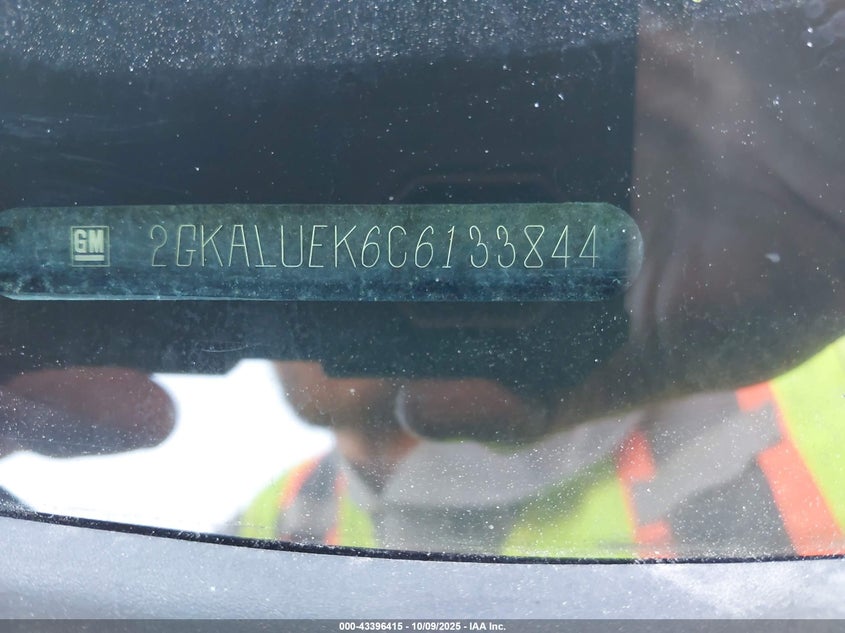 GM 2GKALUEK6C6133844
000-43396415 - 10/09/2025 - IAA Inc.